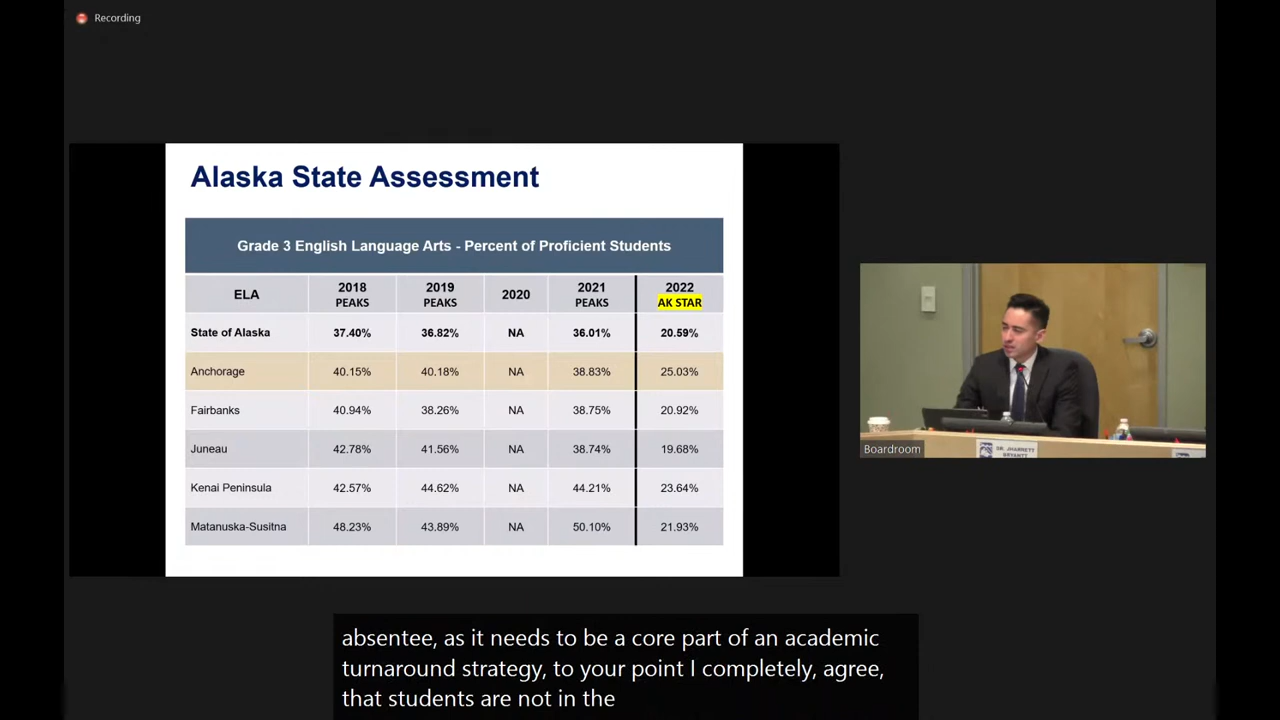 Recording
Alaska State Assessment
Grade 3 English Language Arts - Percent of Proficient Students
ELA 2018 PEAKS 2019 PEAKS 2020 2021 PEAKS 2022 AK STAR
State of Alaska 37.40% 36.82% NA 36.01% 20.59%
Anchorage 40.15% 40.18% NA 38.83% 25.03%
Fairbanks 40.94% 38.26% NA 38.75% 20.92%
Juneau 42.78% 41.56% NA 38.74% 19.68%
Kenai Peninsula 42.57% 44.62% NA 44.21% 23.64%
Matanuska-Susitna 48.23% 43.89% NA 50.10% 21.93%
DR. JHARRETT
BRYANTT
Boardroom
absentee, as it needs to be a core part of an academic
turnaround strategy, to your point I completely, agree,
that students are not in the